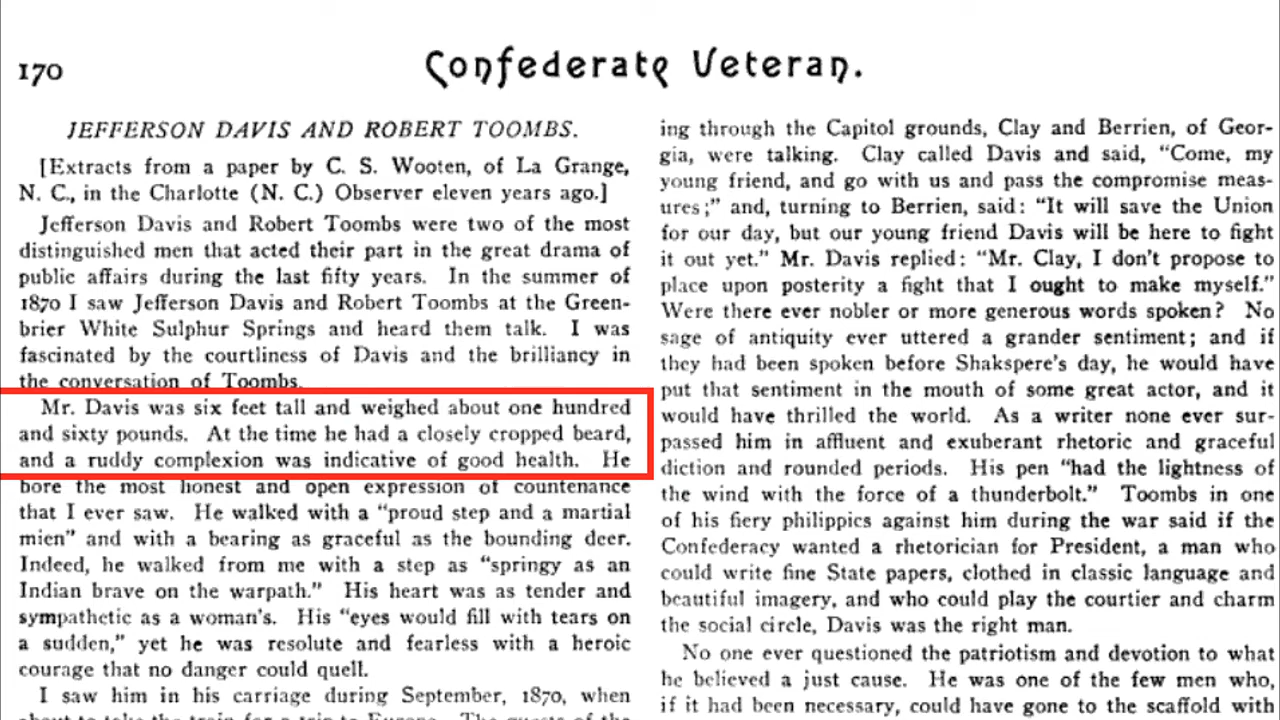 170
Confederate Veteran.
JEFFERSON DAVIS AND ROBERT TOOMBS.
[Extracts from a paper by C. S. Wooten, of La Grange,
N. C., in the Charlotte (N. C.) Observer eleven years ago.]
Jefferson Davis and Robert Toombs were two of the most
distinguished men that acted their part in the great drama of
public affairs during the last fifty years. In the summer of
1870 I saw Jefferson Davis and Robert Toombs at the Green-
brier White Sulphur Springs and heard them talk. I was
fascinated by the courtliness of Davis and the brilliancy in
the conversation of Toombs.
Mr. Davis was six feet tall and weighed about one hundred
and sixty pounds. At the time he had a closely cropped beard,
and a ruddy complexion was indicative of good health. He
bore the most honest and open expression of countenance
that I ever saw. He walked with a "proud step and a martial
mien" and with a bearing as graceful as the bounding deer.
Indeed, he walked from me with a step as "springy as an
Indian brave on the warpath." His heart was as tender and
sympathetic as a woman's. His "eyes would fill with tears on
a sudden," yet he was resolute and fearless with a heroic
courage that no danger could quell.
I saw him in his carriage during September, 1870, when
about to take the train for a trip to Europe. The guests of the
ing through the Capitol grounds, Clay and Berrien, of Geor-
gia, were talking. Clay called Davis and said, "Come, my
young friend, and go with us and pass the compromise meas-
ures;" and, turning to Berrien, said: "It will save the Union
for our day, but our young friend Davis will be here to fight
it out yet." Mr. Davis replied: "Mr. Clay, I don't propose to
place upon posterity a fight that I ought to make myself."
Were there ever nobler or more generous words spoken? No
sage of antiquity ever uttered a grander sentiment; and if
they had been spoken before Shakspere's day, he would have
put that sentiment in the mouth of some great actor, and it
would have thrilled the world. As a writer none ever sur-
passed him in affluent and exuberant rhetoric and graceful
diction and rounded periods. His pen "had the lightness of
the wind with the force of a thunderbolt." Toombs in one
of his fiery philippics against him during the war said if the
Confederacy wanted a rhetorician for President, a man who
could write fine State papers, clothed in classic language and
beautiful imagery, and who could play the courtier and charm
the social circle, Davis was the right man.
No one ever questioned the patriotism and devotion to what
he believed a just cause. He was one of the few men who,
if it had been necessary, could have gone to the scaffold with